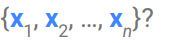 {x₁, x₂, ..., xₙ}?